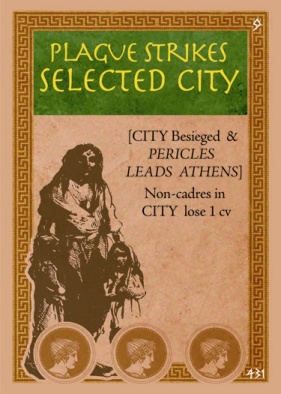 9
PLAGUE STRIKES
SELECTED CITY
[CITY Besieged &
PERICLES
LEADS ATHENS]
Non-cadres in
CITY lose 1 cv
431